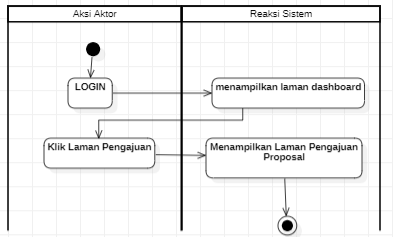 Aksi Aktor
Reaksi Sistem
LOGIN
menampilkan laman dashboard
Klik Laman Pengajuan
Menampilkan Laman Pengajuan
Proposal